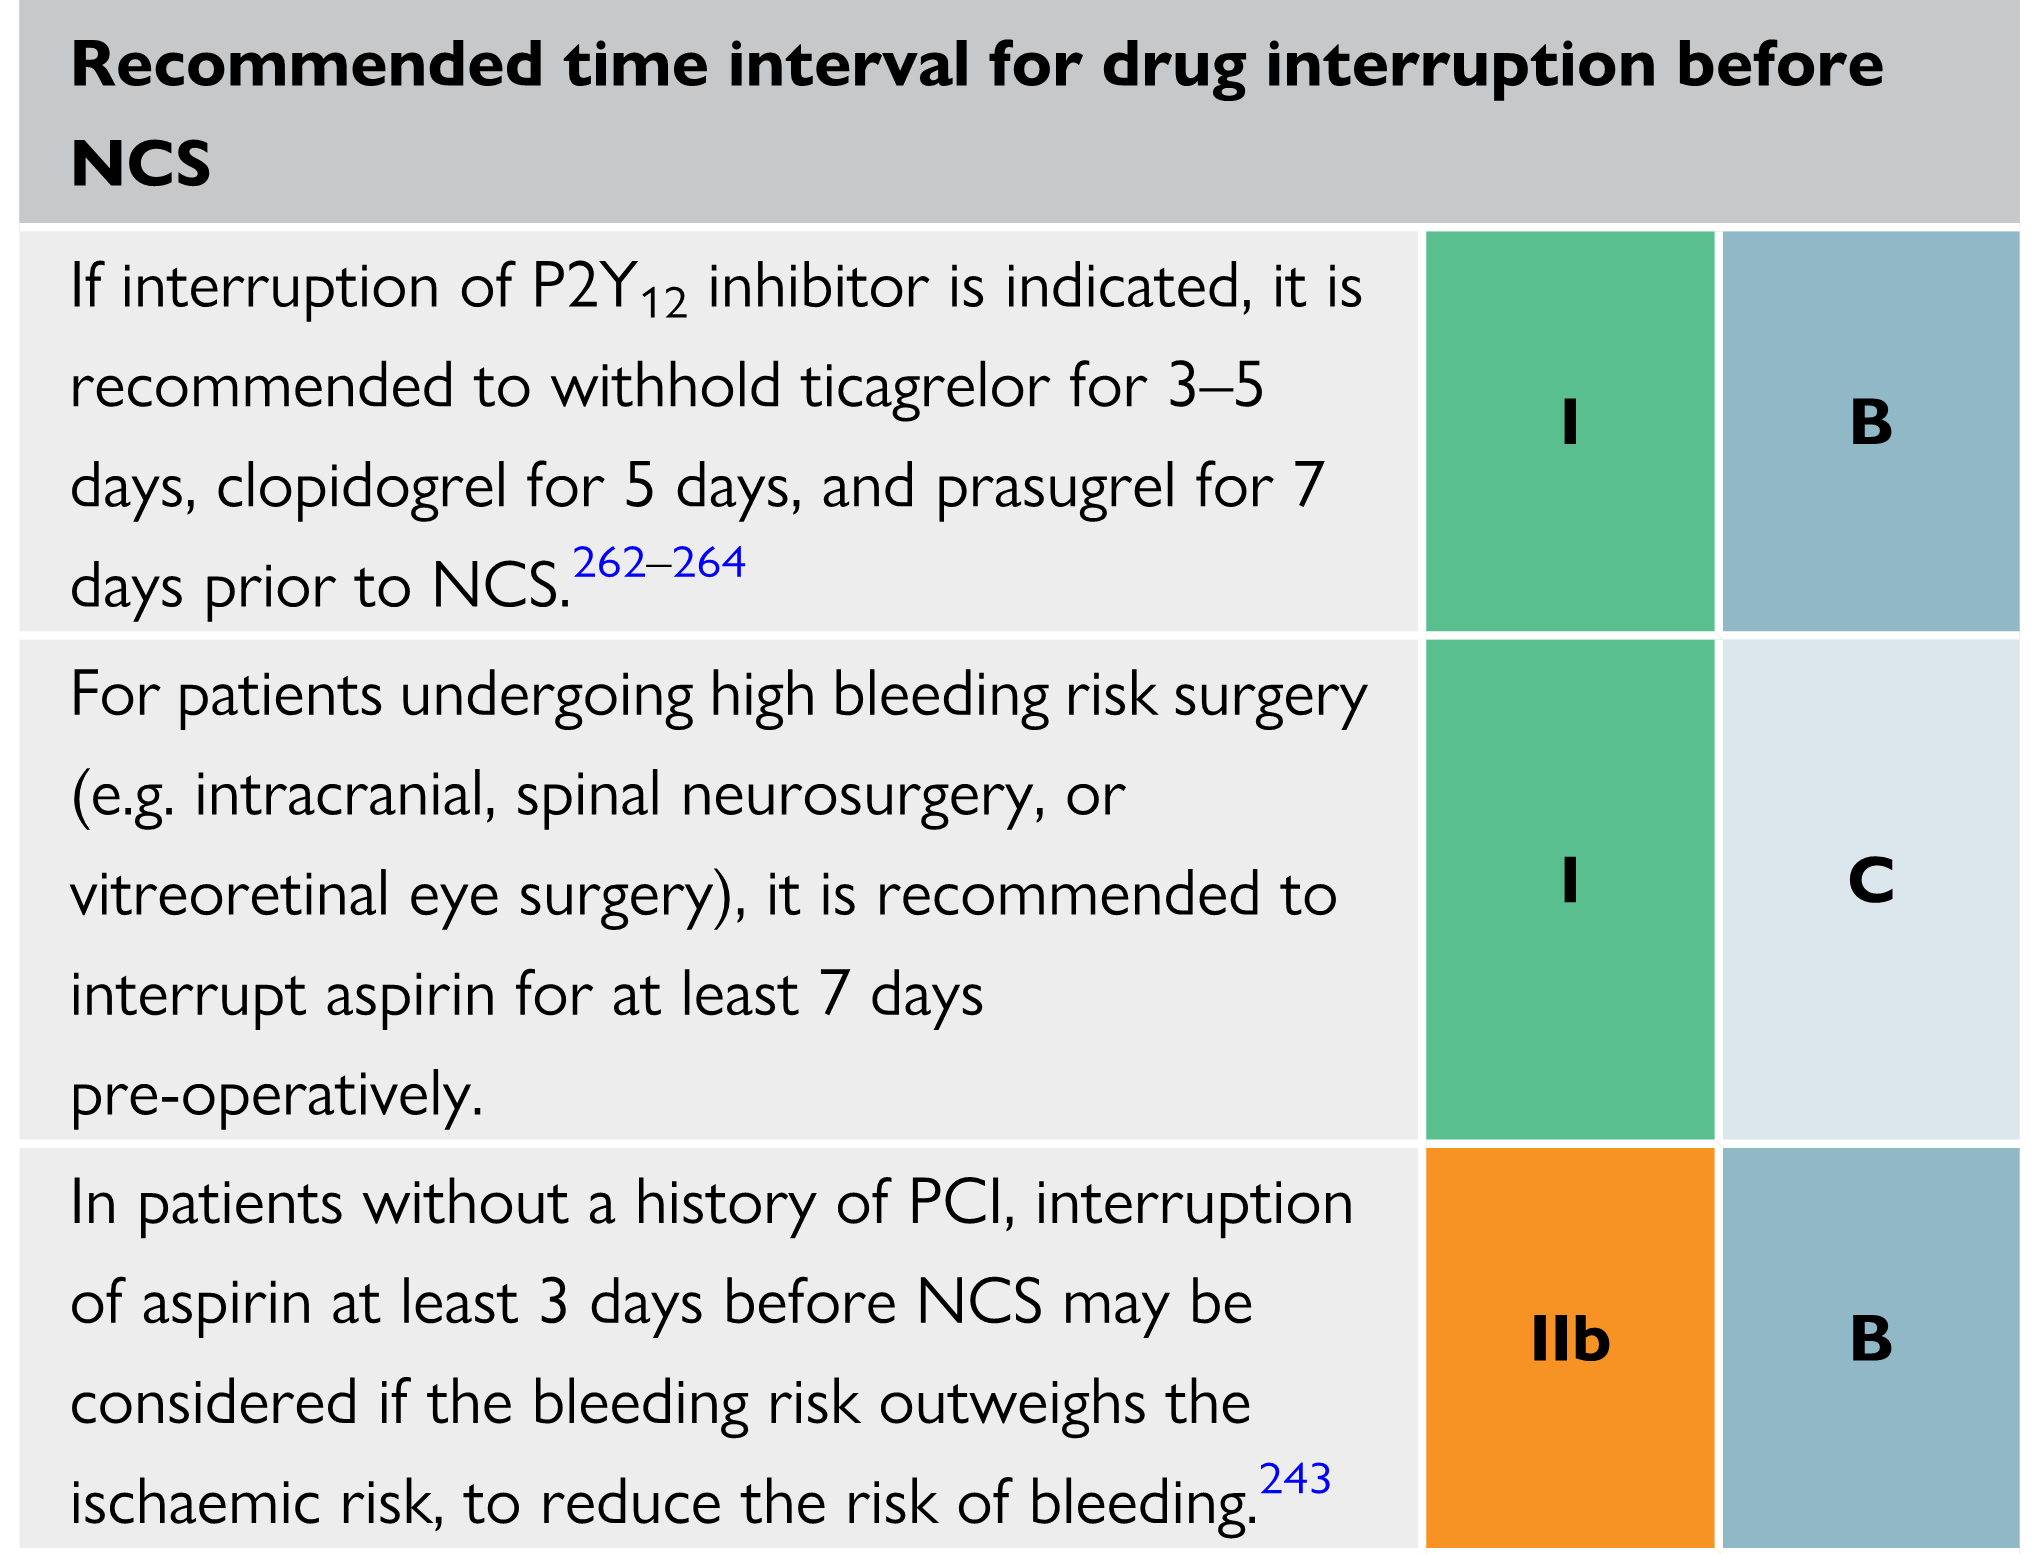 Recommended time interval for drug interruption before
NCS
If interruption of P2Y12 inhibitor is indicated, it is
recommended to withhold ticagrelor for 3–5
days, clopidogrel for 5 days, and prasugrel for 7
days prior to NCS.262–264
I
B
For patients undergoing high bleeding risk surgery
(e.g. intracranial, spinal neurosurgery, or
vitreoretinal eye surgery), it is recommended to
interrupt aspirin for at least 7 days
pre-operatively.
I
C
In patients without a history of PCI, interruption
of aspirin at least 3 days before NCS may be
considered if the bleeding risk outweighs the
ischaemic risk, to reduce the risk of bleeding.243
IIb
B